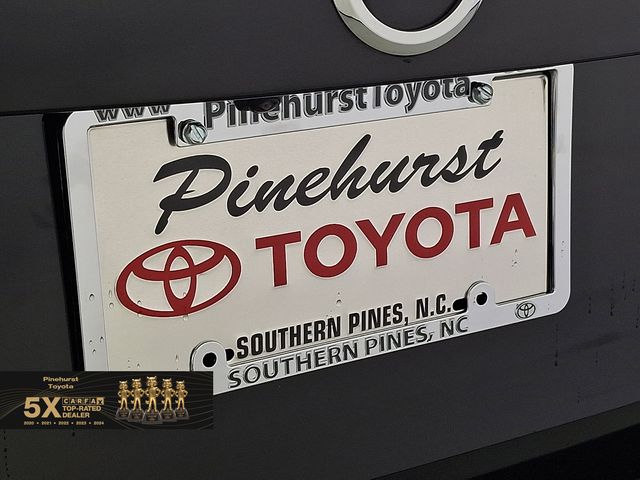 www PinehurstToyota
Pinehurst
TOYOTA
SOUTHERN PINES, N.C.
SOUTHERN PINES, NC
Pinehurst
Toyota
5X CARFAX
TOP-RATED
DEALER
2020 • 2021 • 2022 • 2023 • 2024